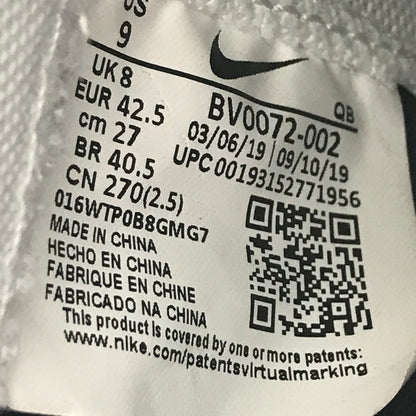 US
9
UK 8
EUR 42.5
cm 27
BR 40.5
CN 270(2.5)
016WTP0B8GMG7
QB
BV0072-002
03/06/19 | 09/10/19
UPC 00193152771956
MADE IN CHINA
HECHO EN CHINA
FABRIQUE EN CHINE
FABRICADO NA CHINA
This product is covered by one or more patents:
www.nike.com/patentsvirtualmarking